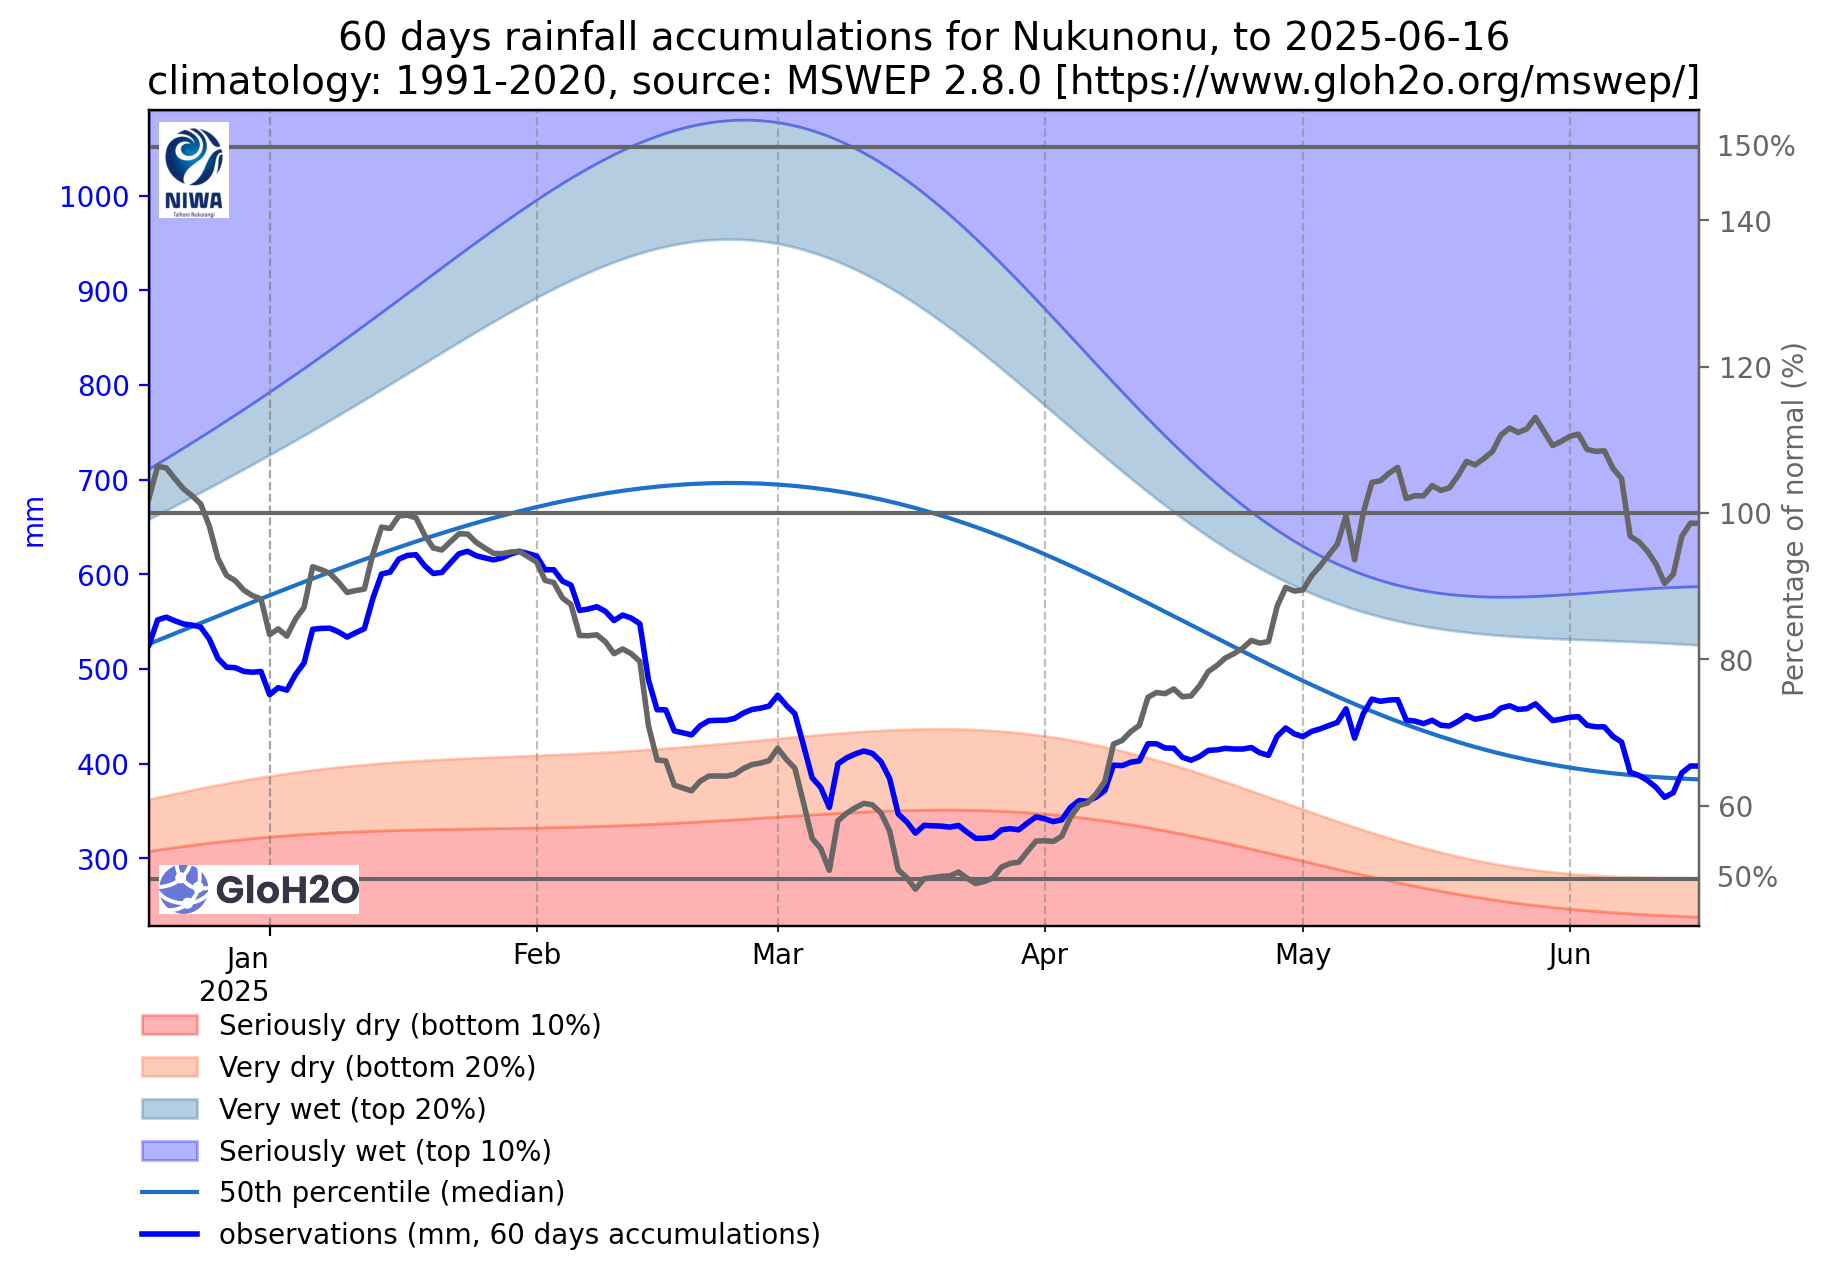 60 days rainfall accumulations for Nukunonu, to 2025-06-16
climatology: 1991-2020, source: MSWEP 2.8.0 [https://www.gloh2o.org/mswep/]
NIWA
Taihoro Nukurangi
1000
900
800
700
600
500
400
300
mm
150%
140
120
100
80
60
50%
Percentage of normal (%)
GloH2O
Jan
2025
Feb
Mar
Apr
May
Jun
Seriously dry (bottom 10%)
Very dry (bottom 20%)
Very wet (top 20%)
Seriously wet (top 10%)
50th percentile (median)
observations (mm, 60 days accumulations)